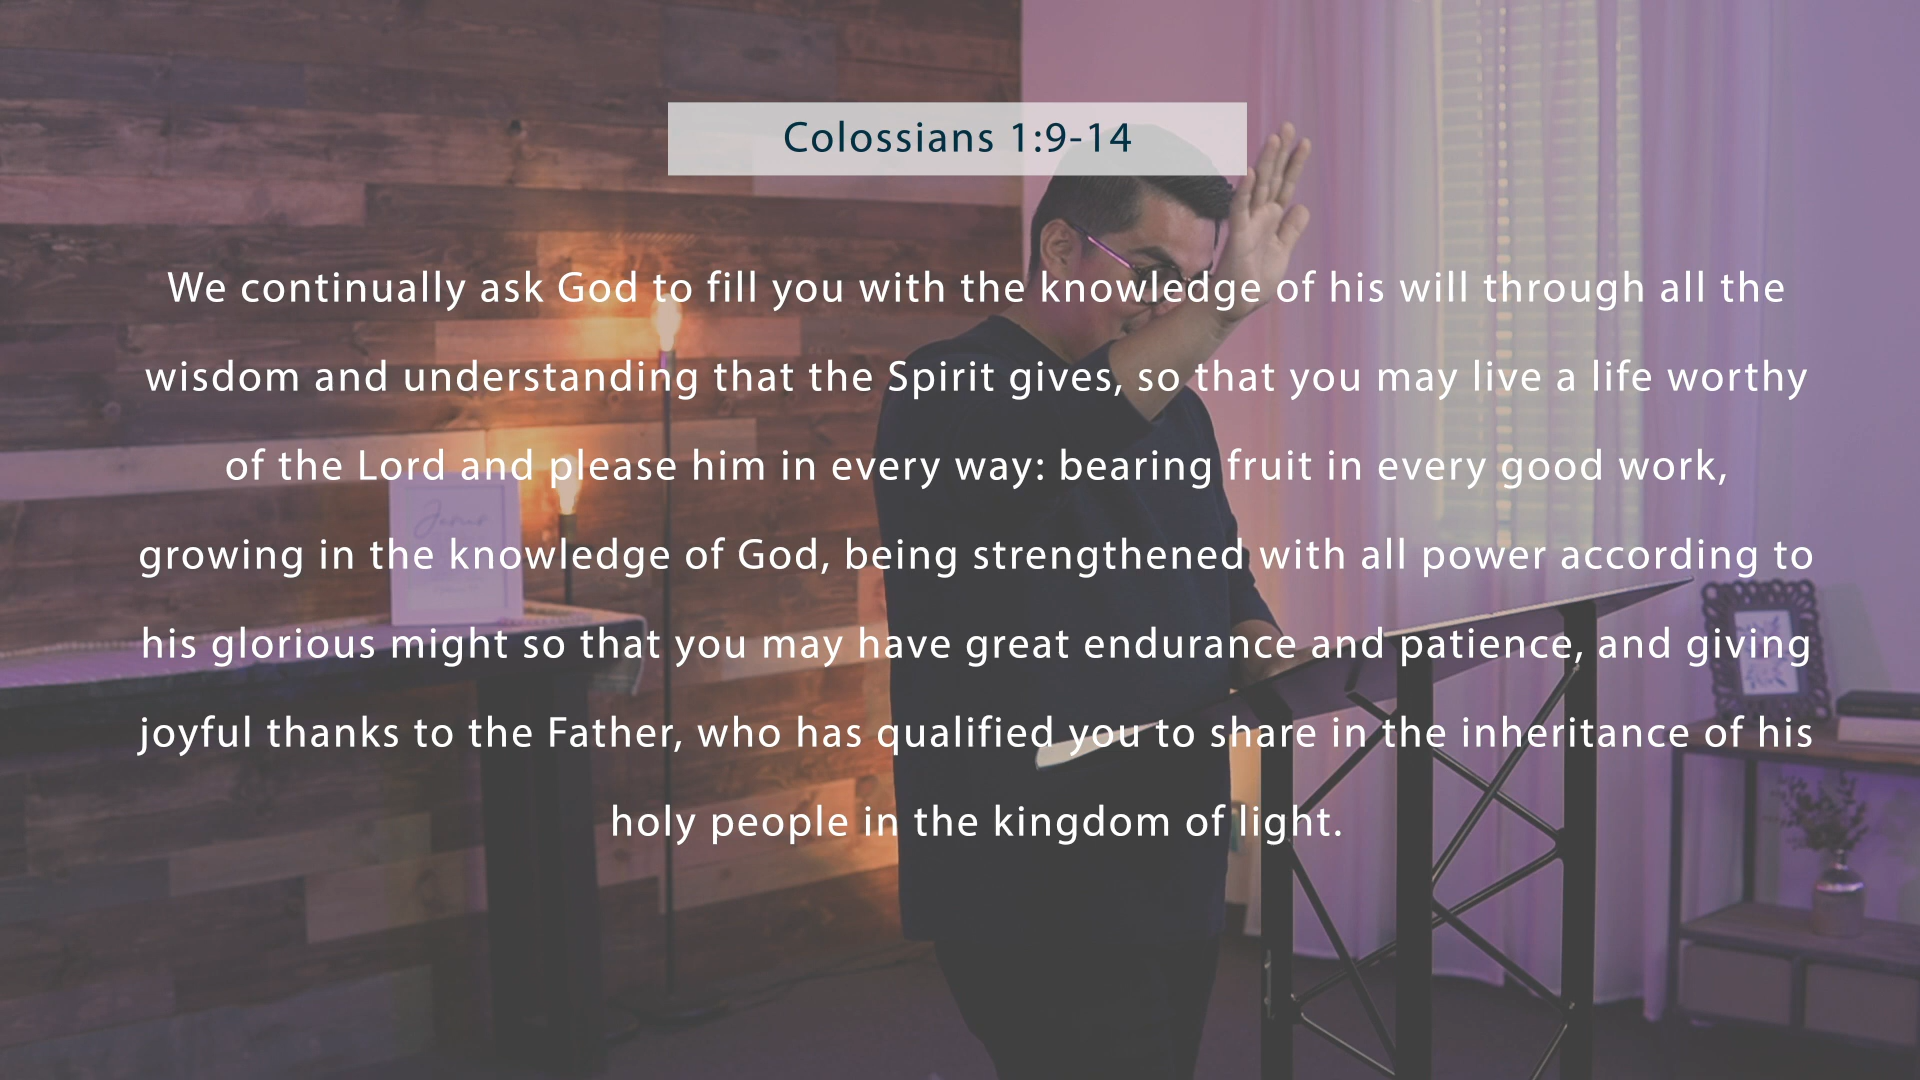 Colossians 1:9-14
We continually ask God to fill you with the knowledge of his will through all the
wisdom and understanding that the Spirit gives, so that you may live a life worthy
of the Lord and please him in every way: bearing fruit in every good work,
growing in the knowledge of God, being strengthened with all power according to
his glorious might so that you may have great endurance and patience, and giving
joyful thanks to the Father, who has qualified you to share in the inheritance of his
holy people in the kingdom of light.
Jesus